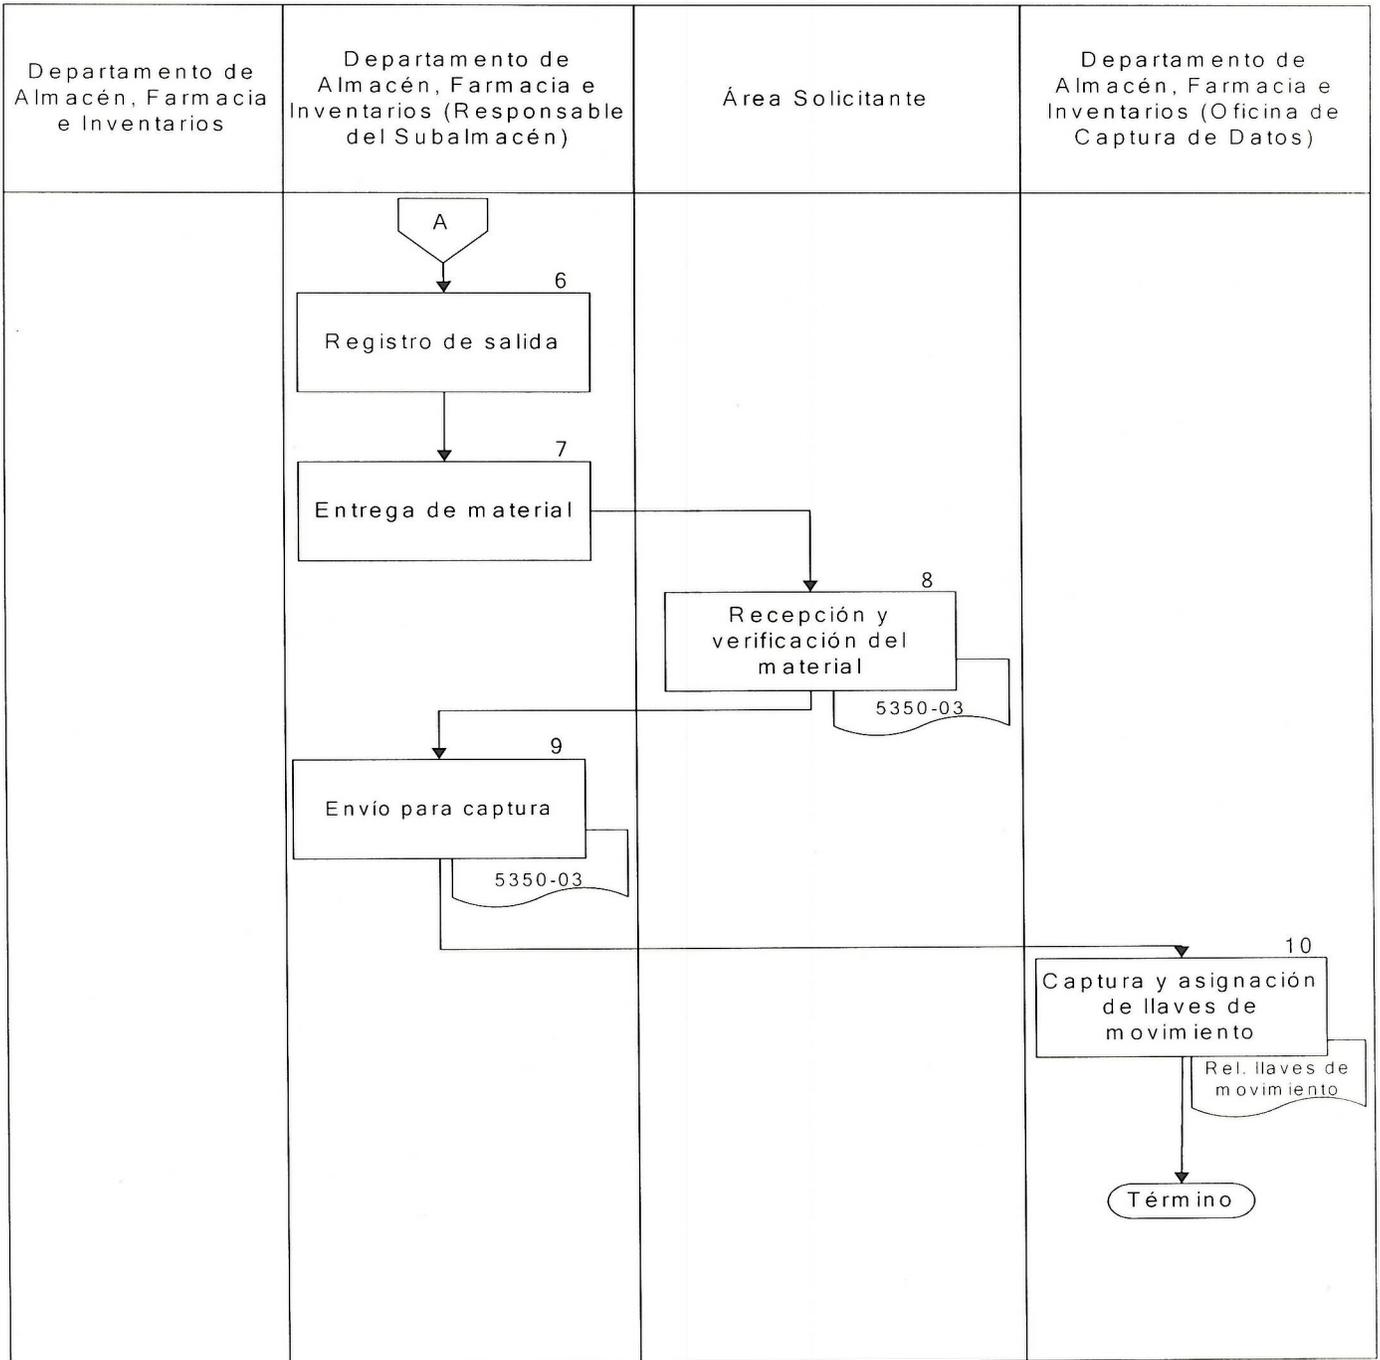 Departamento de
Almacén, Farmacia
e Inventarios
Departamento de
Almacén, Farmacia e
Inventarios (Responsable
del Subalmacén)
Área Solicitante
Departamento de
Almacén, Farmacia e
Inventarios (Oficina de
Captura de Datos)
A
6
Registro de salida
7
Entrega de material
8
Recepción y
verificación del
material
5350-03
9
Envío para captura
5350-03
10
Captura y asignación
de llaves de
movimiento
Rel. llaves de
movimiento
Término